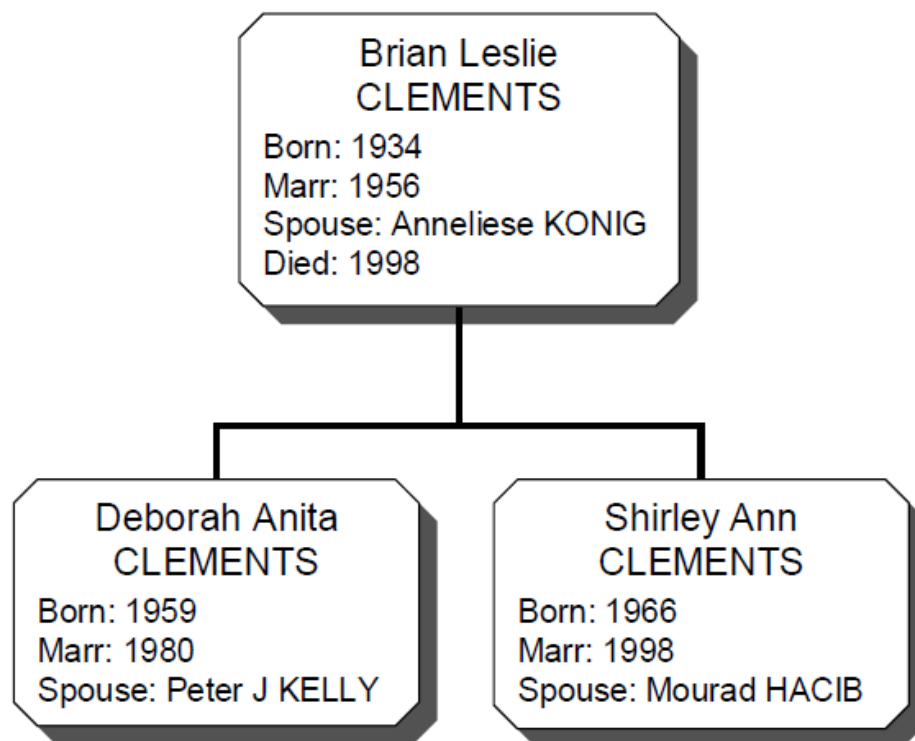 Brian Leslie
CLEMENTS
Born: 1934
Marr: 1956
Spouse: Anneliese KONIG
Died: 1998
Deborah Anita
CLEMENTS
Born: 1959
Marr: 1980
Spouse: Peter J KELLY
Shirley Ann
CLEMENTS
Born: 1966
Marr: 1998
Spouse: Mourad HACIB